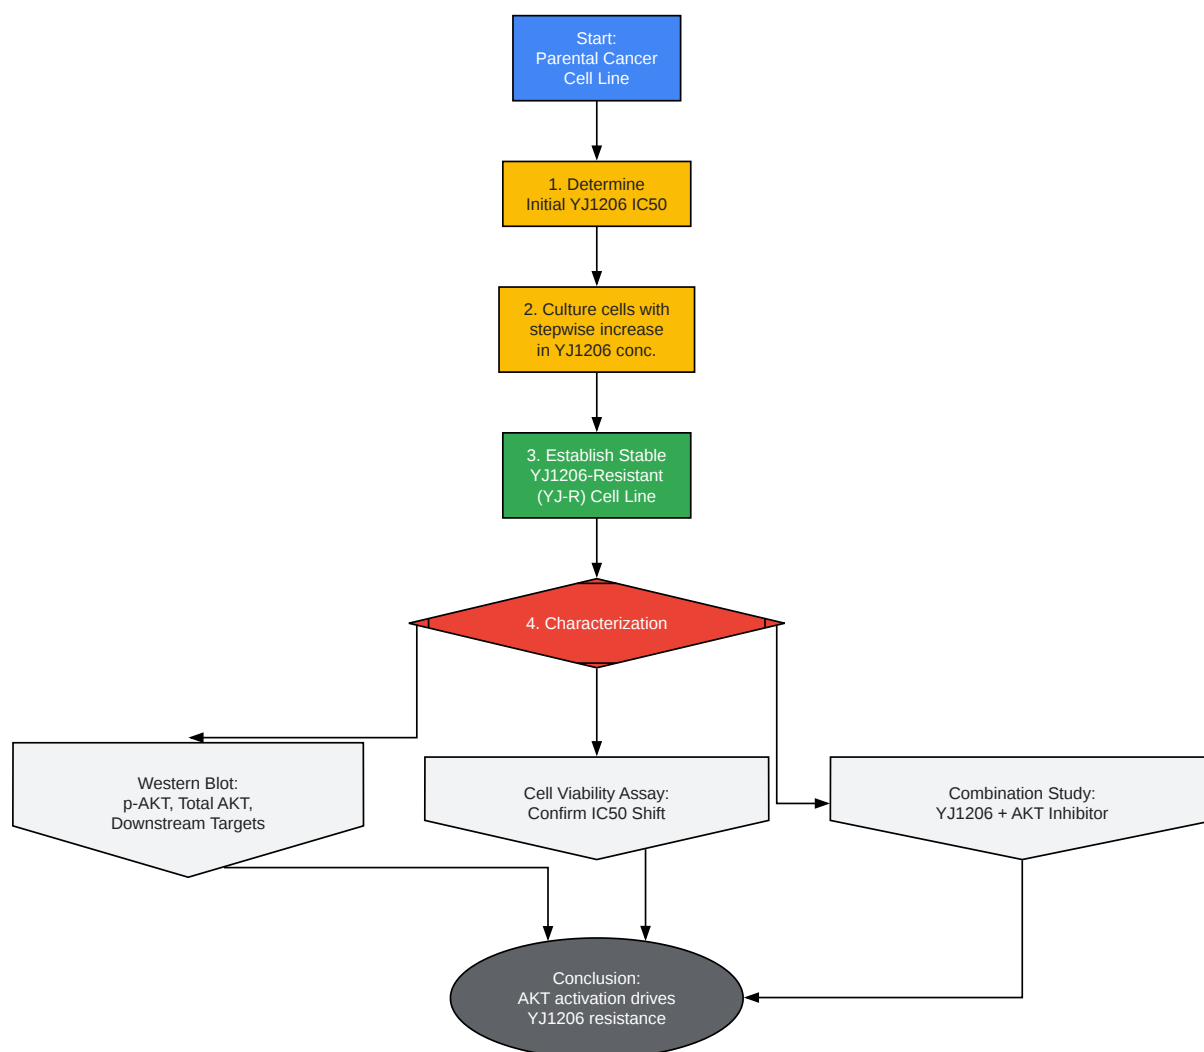 Start:
Parental Cancer
Cell Line
1. Determine
Initial YJ1206 IC50
2. Culture cells with
stepwise increase
in YJ1206 conc.
3. Establish Stable
YJ1206-Resistant
(YJ-R) Cell Line
4. Characterization
Western Blot:
p-AKT, Total AKT,
Downstream Targets
Cell Viability Assay:
Confirm IC50 Shift
Combination Study:
YJ1206 + AKT Inhibitor
Conclusion:
AKT activation drives
YJ1206 resistance